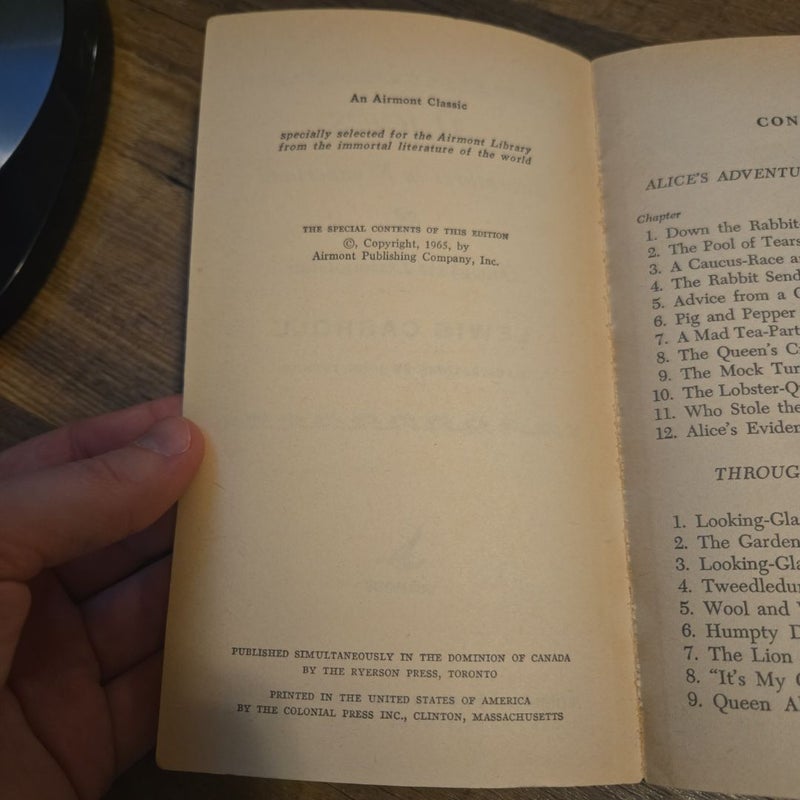 An Airmont Classic
specially selected for the Airmont Library
from the immortal literature of the world
THE SPECIAL CONTENTS OF THIS EDITION
©, Copyright, 1965, by
Airmont Publishing Company, Inc.
PUBLISHED SIMULTANEOUSLY IN THE DOMINION OF CANADA
BY THE RYERSON PRESS, TORONTO
PRINTED IN THE UNITED STATES OF AMERICA
BY THE COLONIAL PRESS INC., CLINTON, MASSACHUSETTS
CON
ALICE'S ADVENTU
Chapter
1. Down the Rabbit-
2. The Pool of Tears
3. A Caucus-Race a
4. The Rabbit Send
5. Advice from a C
6. Pig and Pepper
7. A Mad Tea-Part
8. The Queen's C
9. The Mock Tur
10. The Lobster-Q
11. Who Stole the
12. Alice's Eviden
THROUG
1. Looking-Gla
2. The Garden
3. Looking-Gla
4. Tweedledu
5. Wool and
6. Humpty D
7. The Lion
8. "It's My
9. Queen Al